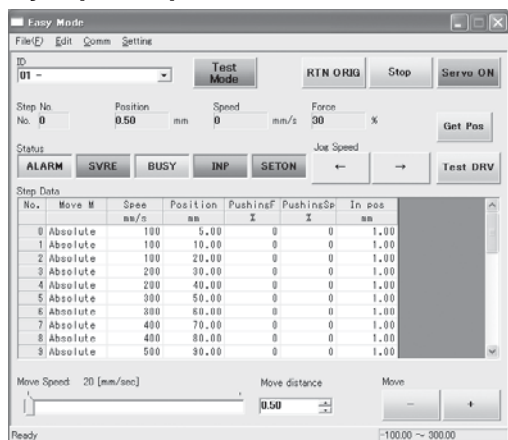 Easy Mode
File(F) Edit Comm Setting
ID
01 -
Test Mode
RTN ORIG Stop Servo ON
Step No. Position Speed Force
No. 0 0.50 mm 0 mm/s 30 %
Get Pos
Status Jog Speed
ALARM SVRE BUSY INP SETON ← → Test DRV
Step Data
No. Move M Spee Position PushingF PushingSp In pos
mm/s mm % % mm
0 Absolute 100 5.00 0 0 1.00
1 Absolute 100 10.00 0 0 1.00
2 Absolute 100 20.00 0 0 1.00
3 Absolute 200 30.00 0 0 1.00
4 Absolute 200 40.00 0 0 1.00
5 Absolute 300 50.00 0 0 1.00
6 Absolute 300 60.00 0 0 1.00
7 Absolute 400 70.00 0 0 1.00
8 Absolute 400 80.00 0 0 1.00
9 Absolute 500 90.00 0 0 1.00
Move Speed: 20 [mm/sec] Move distance Move
0.50 - +
Ready -100.00 ~ 300.00